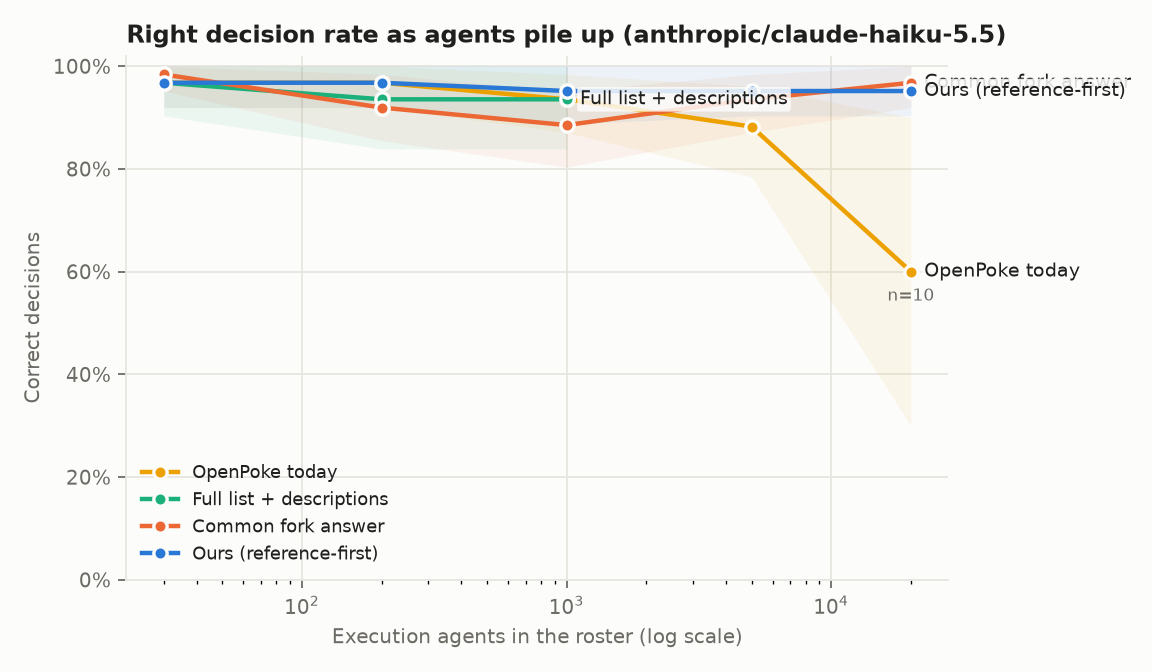 Right decision rate as agents pile up (anthropic/claude-haiku-5.5)
100%
80%
60%
40%
20%
0%
Correct decisions
Common fork answer
Ours (reference-first)
Full list + descriptions
OpenPoke today
n=10
OpenPoke today
Full list + descriptions
Common fork answer
Ours (reference-first)
10²
10³
10⁴
Execution agents in the roster (log scale)